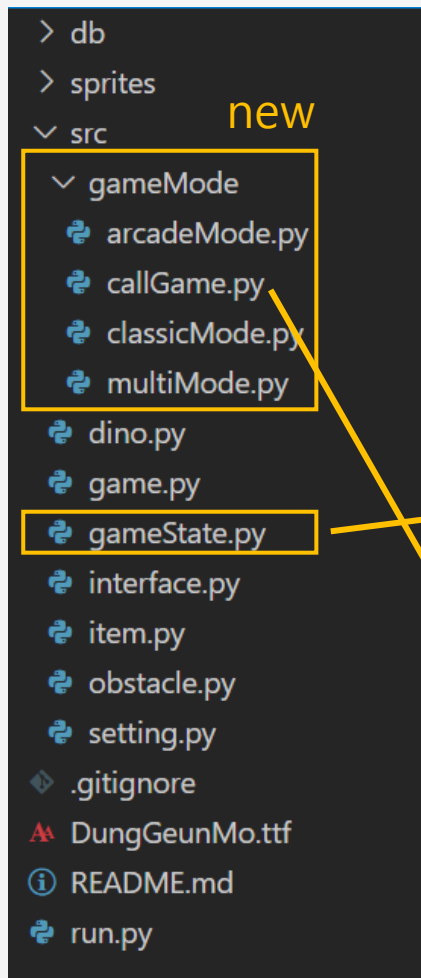 db
sprites
new
src
gameMode
arcadeMode.py
callGame.py
classicMode.py
multiMode.py
dino.py
game.py
gameState.py
interface.py
item.py
obstacle.py
setting.py
.gitignore
DungGeunMo.ttf
README.md
run.py